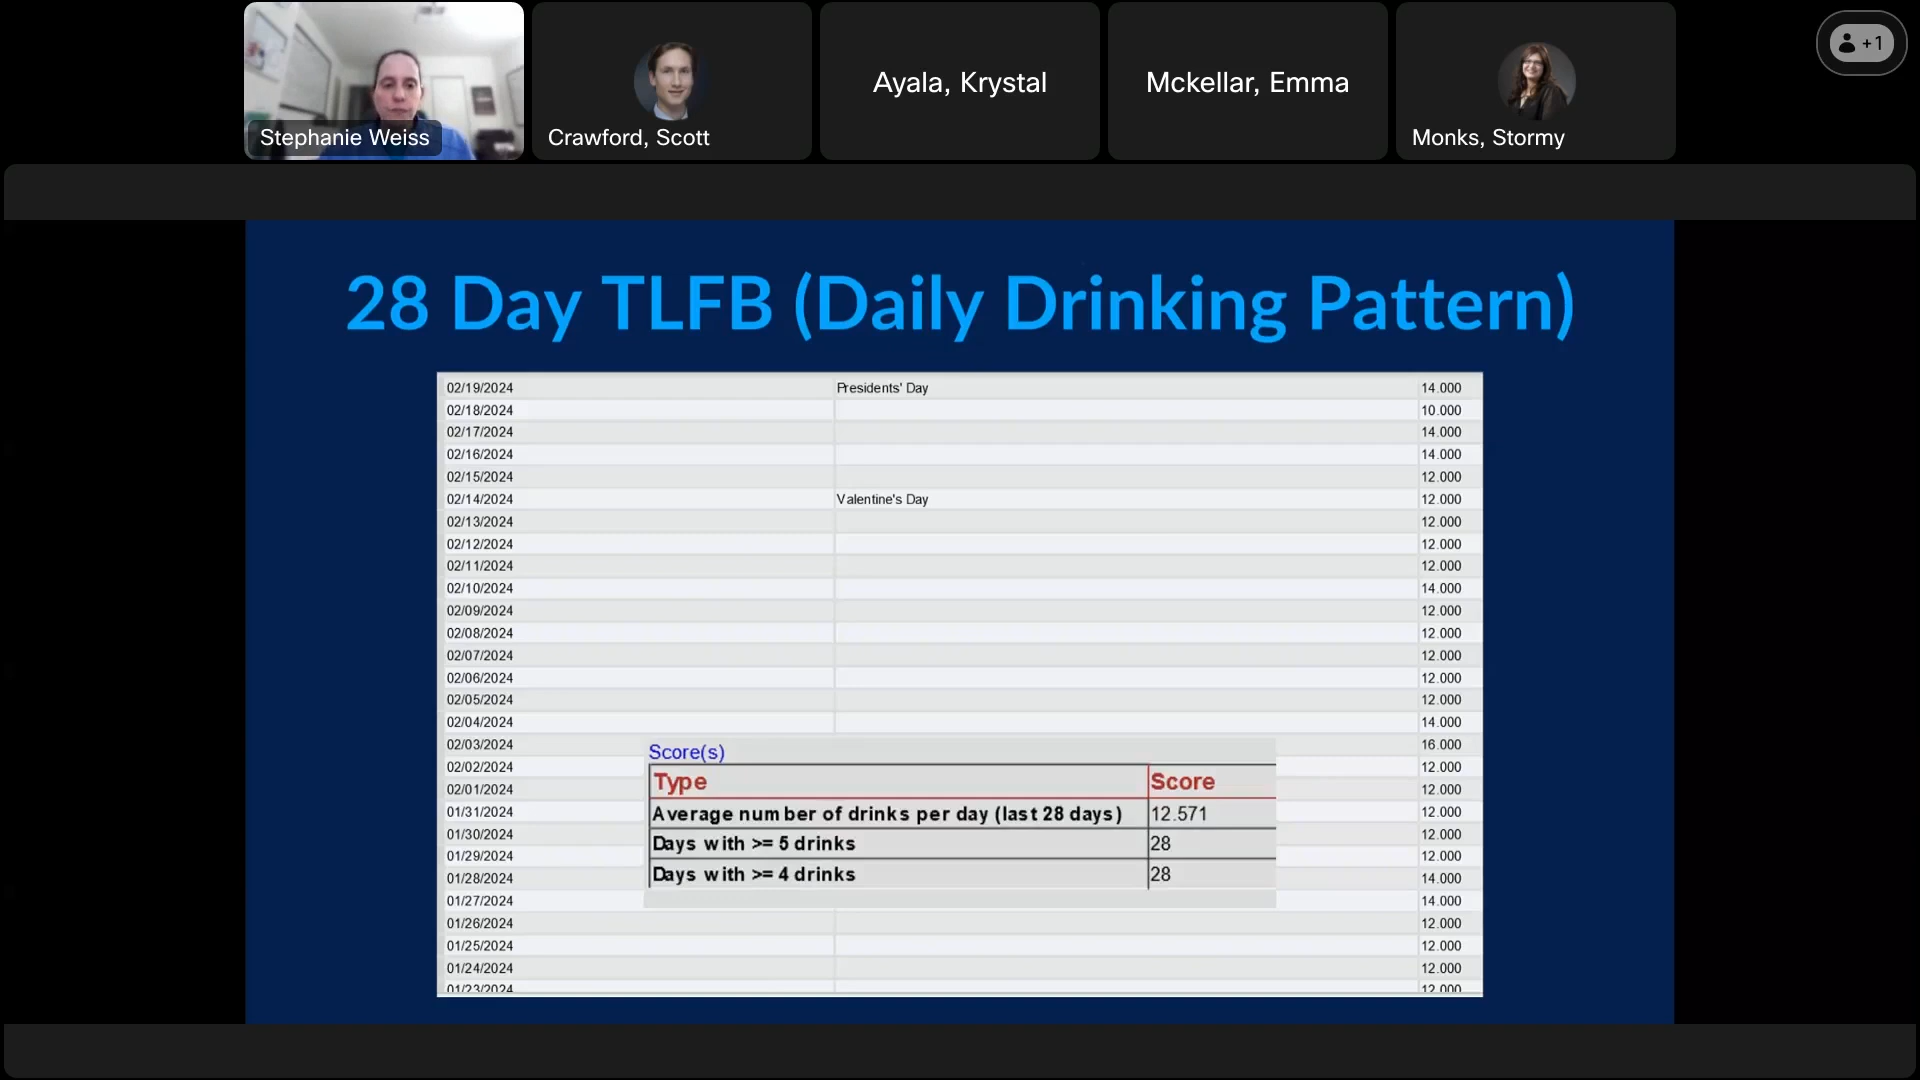 Stephanie Weiss
Crawford, Scott
Ayala, Krystal
Mckellar, Emma
Monks, Stormy
+1
28 Day TLFB (Daily Drinking Pattern)
02/19/2024 Presidents' Day 14.000
02/18/2024 10.000
02/17/2024 14.000
02/16/2024 14.000
02/15/2024 12.000
02/14/2024 Valentine's Day 12.000
02/13/2024 12.000
02/12/2024 12.000
02/11/2024 12.000
02/10/2024 14.000
02/09/2024 12.000
02/08/2024 12.000
02/07/2024 12.000
02/06/2024 12.000
02/05/2024 12.000
02/04/2024 14.000
02/03/2024 16.000
02/02/2024 12.000
02/01/2024 12.000
01/31/2024 12.000
01/30/2024 12.000
01/29/2024 12.000
01/28/2024 14.000
01/27/2024 14.000
01/26/2024 12.000
01/25/2024 12.000
01/24/2024 12.000
01/23/2024 12.000
Score(s)
Type Score
Average number of drinks per day (last 28 days) 12.571
Days with >= 5 drinks 28
Days with >= 4 drinks 28